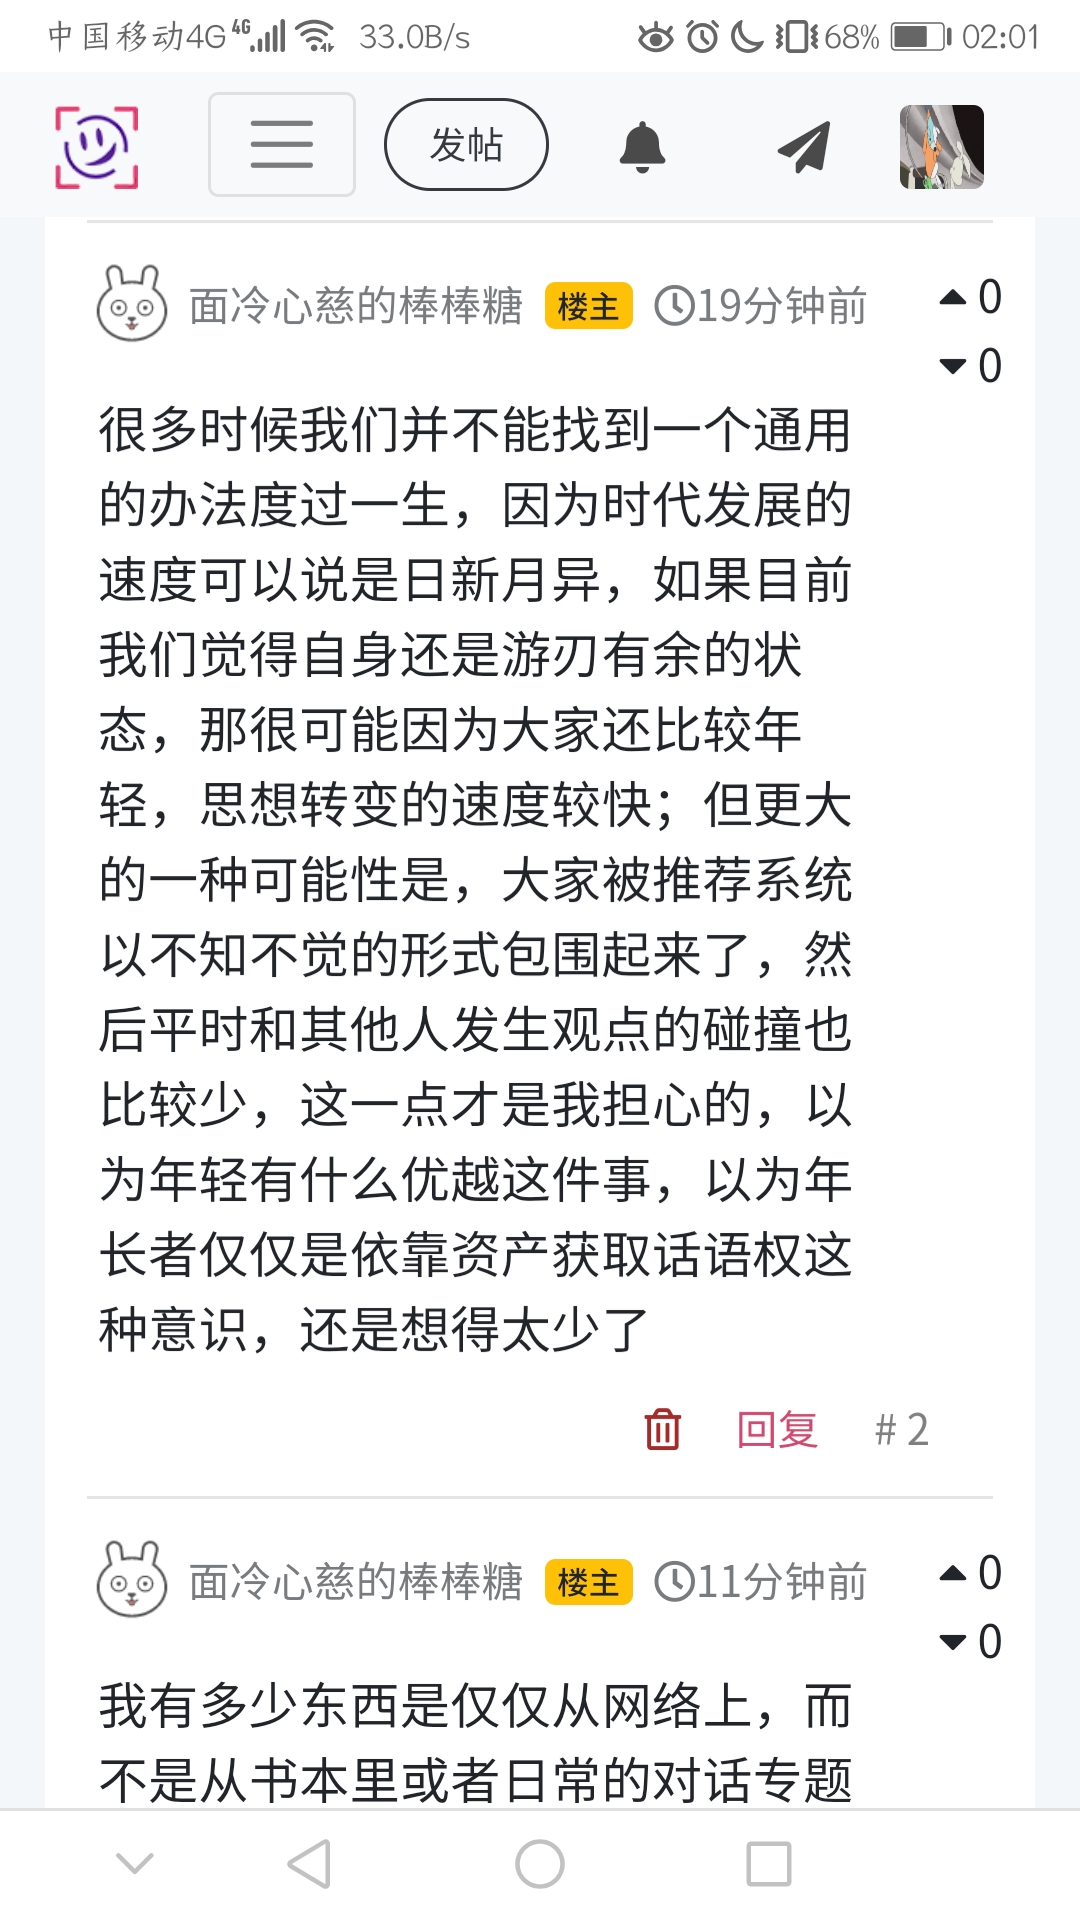 中国移动4G 4G 33.0B/s 68% 02:01
发帖
面冷心慈的棒棒糖 楼主 19分钟前 0
0
很多时候我们并不能找到一个通用
的办法度过一生，因为时代发展的
速度可以说是日新月异，如果目前
我们觉得自身还是游刃有余的状
态，那很可能因为大家还比较年
轻，思想转变的速度较快；但更大
的一种可能性是，大家被推荐系统
以不知不觉的形式包围起来了，然
后平时和其他人发生观点的碰撞也
比较少，这一点才是我担心的，以
为年轻有什么优越这件事，以为年
长者仅仅是依靠资产获取话语权这
种意识，还是想得太少了
回复 # 2
面冷心慈的棒棒糖 楼主 11分钟前 0
0
我有多少东西是仅仅从网络上，而
不是从书本里或者日常的对话专题